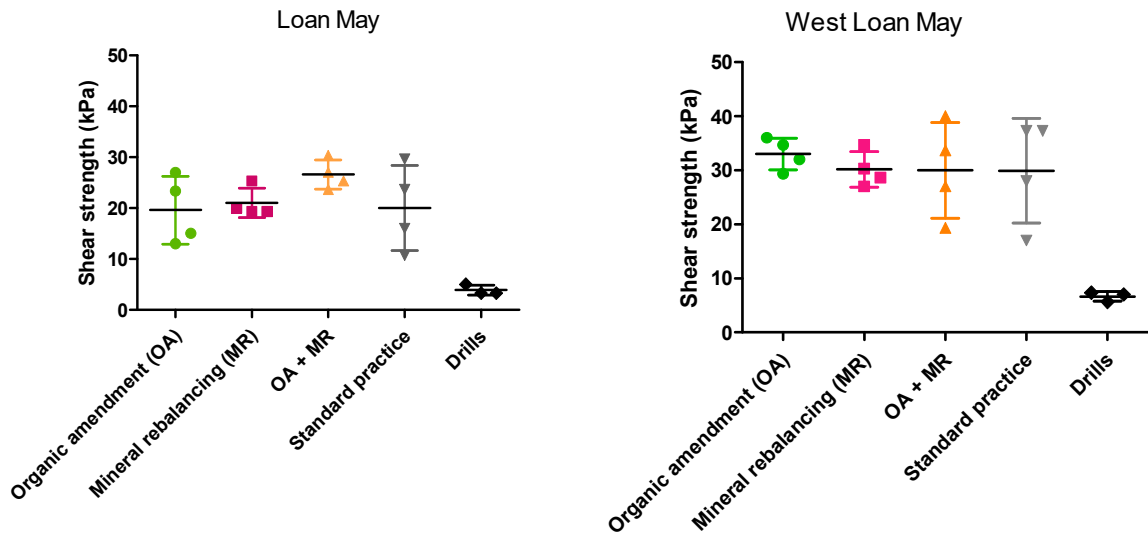 Loan May
Shear strength (kPa)
50
40
30
20
10
0
Organic amendment (OA)
Mineral rebalancing (MR)
OA + MR
Standard practice
Drills
West Loan May
Shear strength (kPa)
50
40
30
20
10
0
Organic amendment (OA)
Mineral rebalancing (MR)
OA + MR
Standard practice
Drills